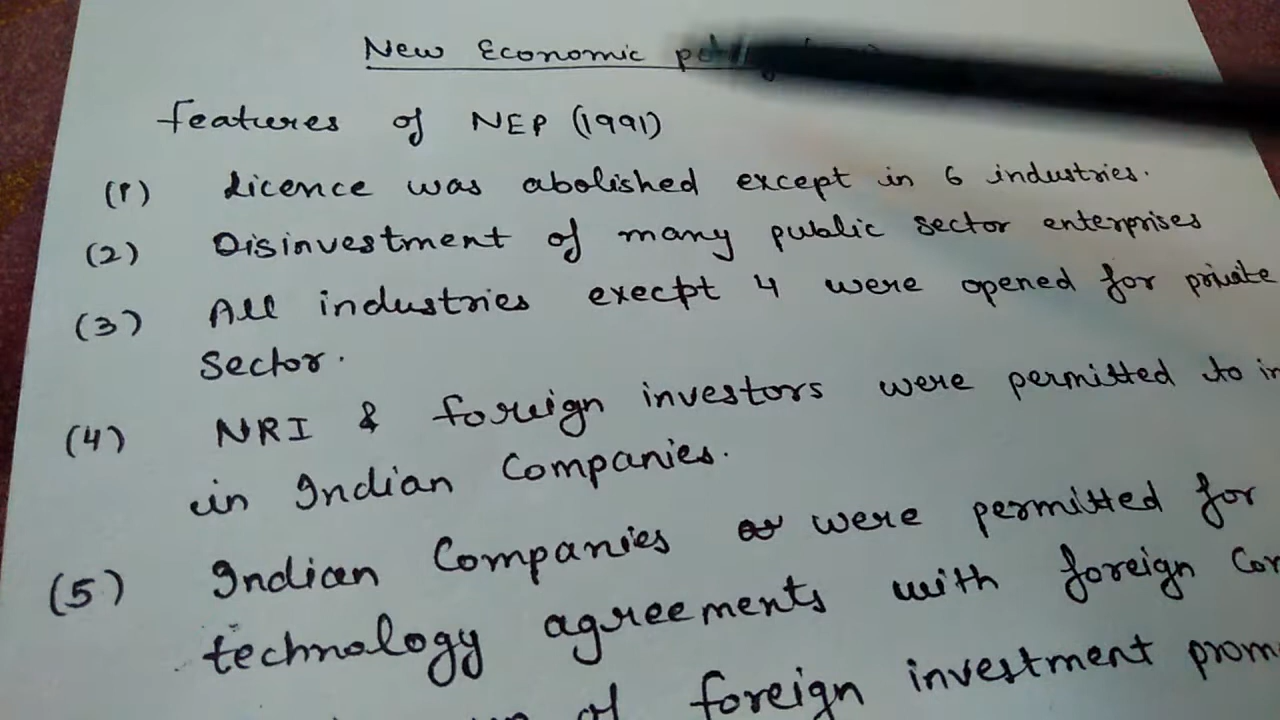 New Economic
features of NEP (1991)
(1) Licence was abolished except in 6 industries.
(2) Disinvestment of many public sector enterprises
(3) All industries execpt 4 were opened for private
sector.
(4) NRI & foreign investors were permitted to
in Indian Companies.
(5) Indian Companies were permitted for
technology agreements with foreign
of foreign investment